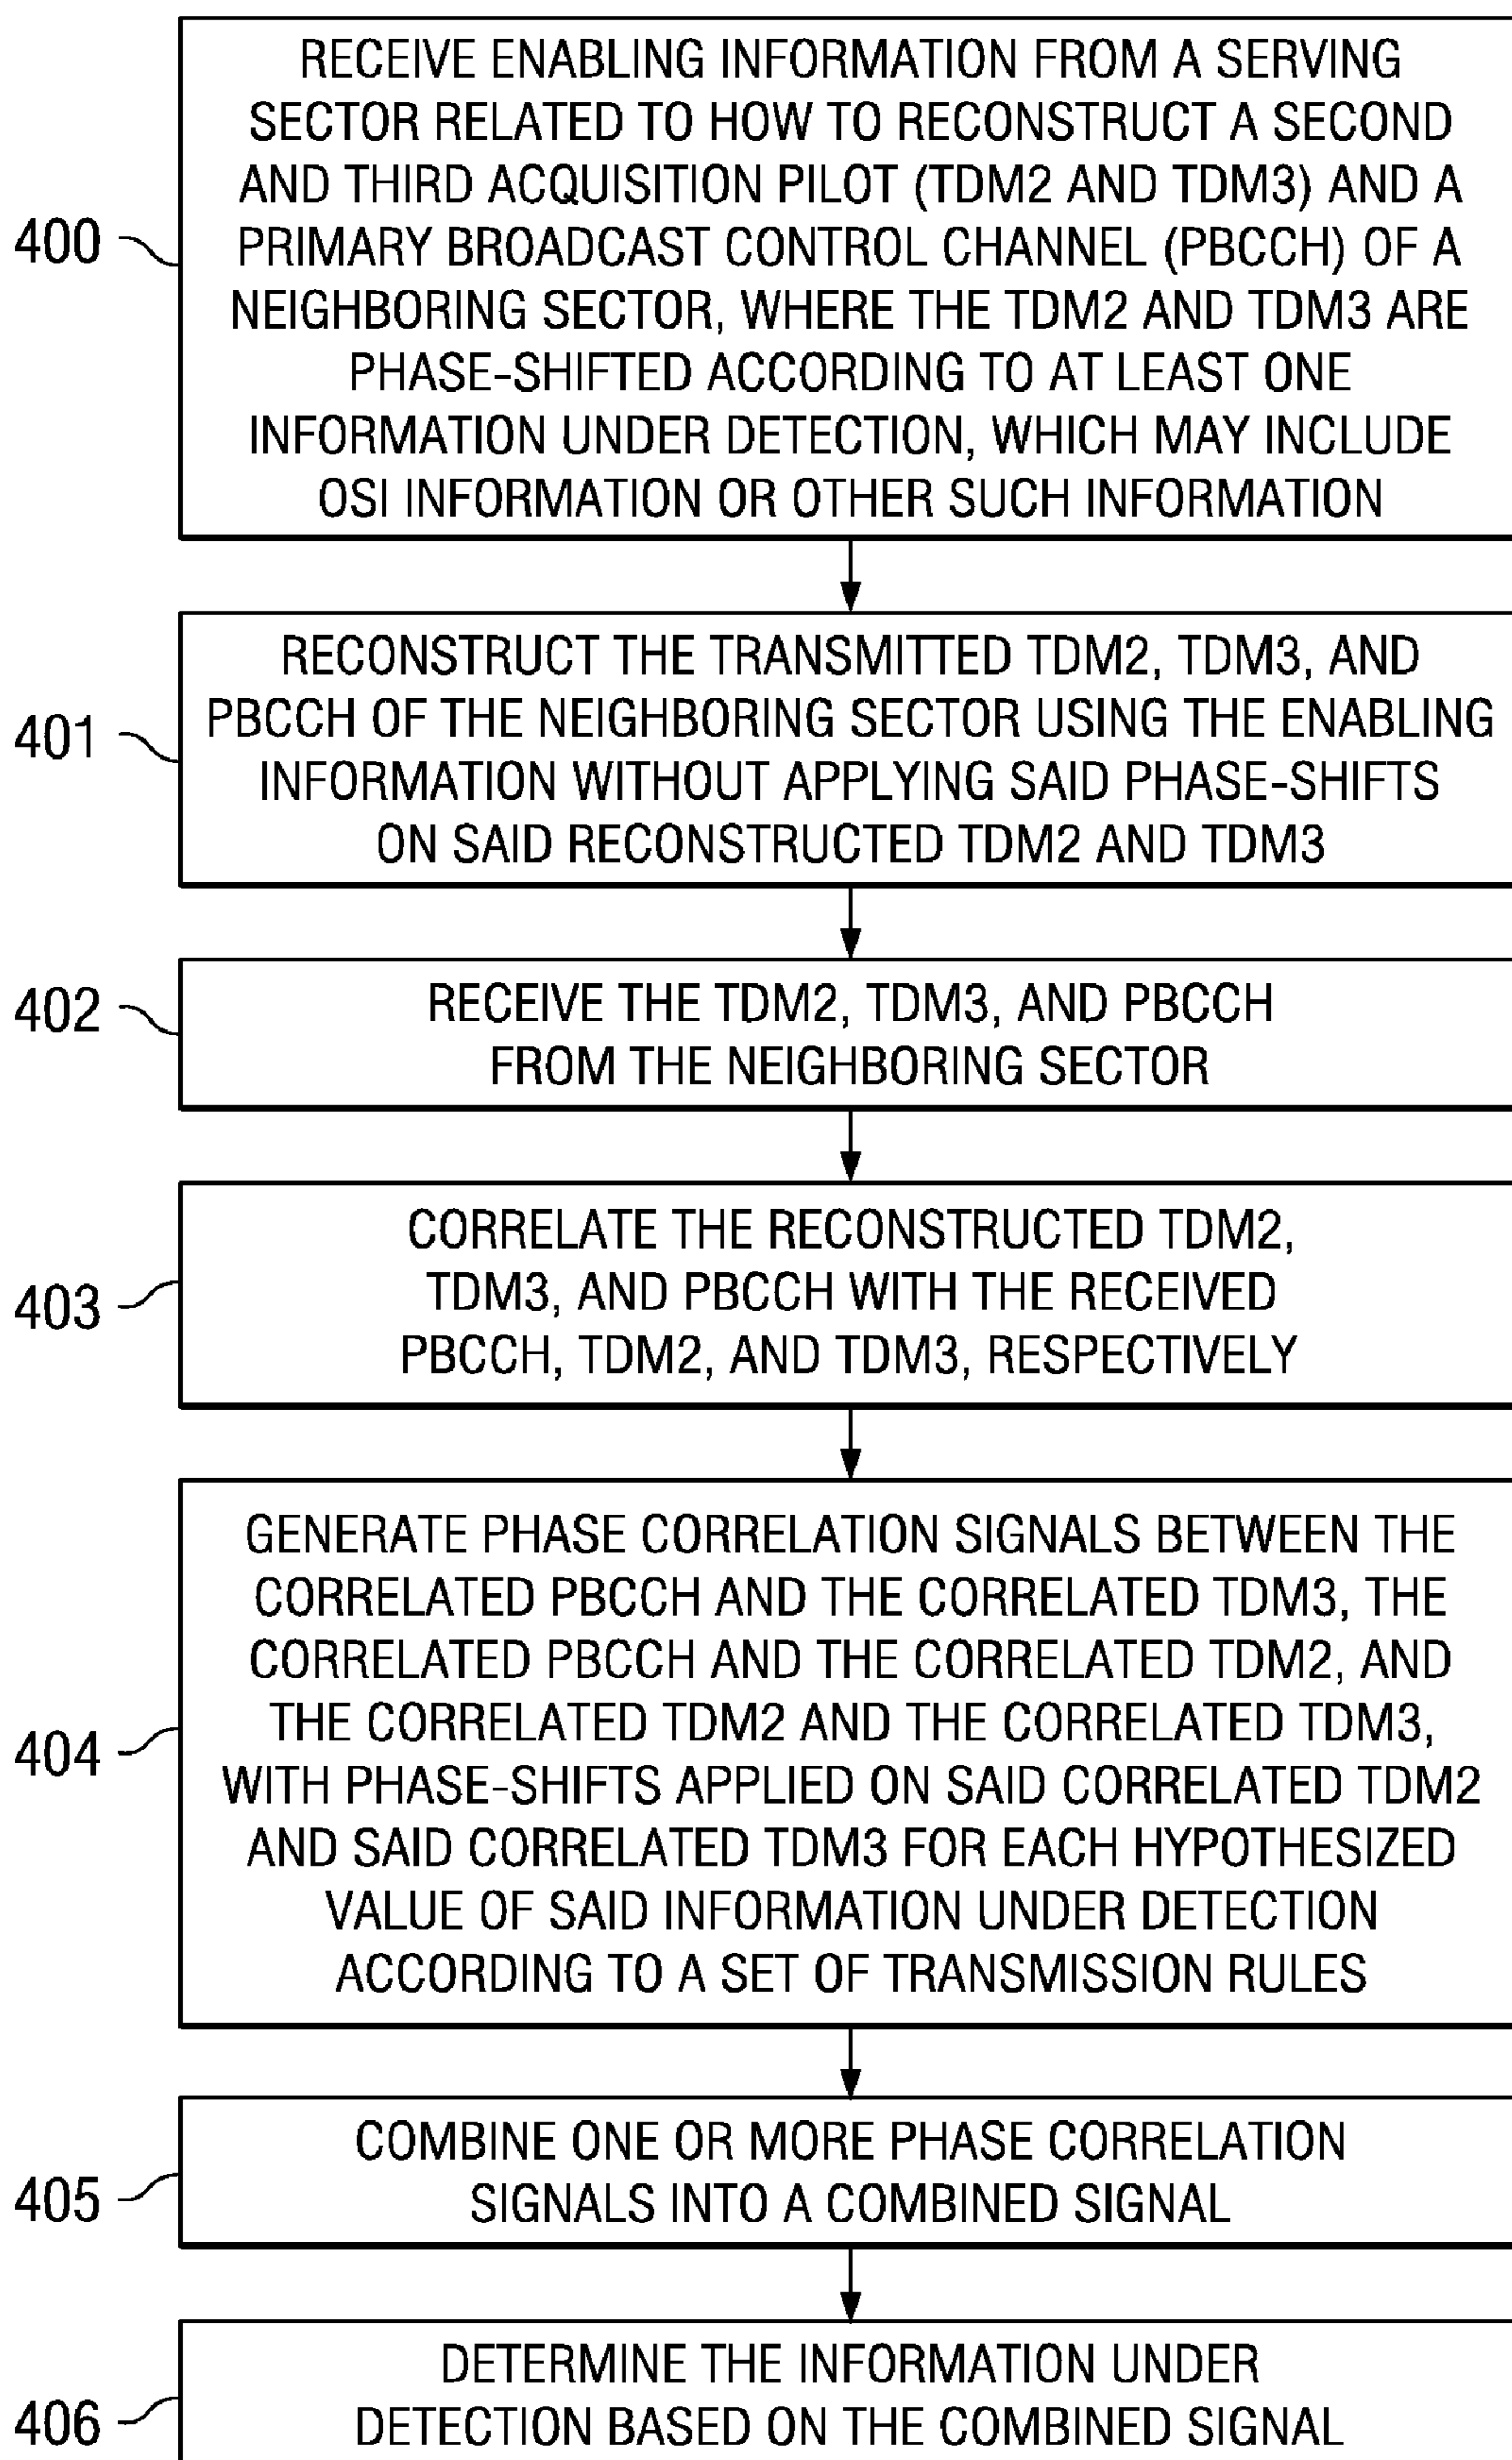 RECEIVE ENABLING INFORMATION FROM A SERVING
SECTOR RELATED TO HOW TO RECONSTRUCT A SECOND
AND THIRD ACQUISITION PILOT (TDM2 AND TDM3) AND A
PRIMARY BROADCAST CONTROL CHANNEL (PBCCH) OF A
NEIGHBORING SECTOR, WHERE THE TDM2 AND TDM3 ARE
PHASE-SHIFTED ACCORDING TO AT LEAST ONE
INFORMATION UNDER DETECTION, WHICH MAY INCLUDE
OSI INFORMATION OR OTHER SUCH INFORMATION
400
RECONSTRUCT THE TRANSMITTED TDM2, TDM3, AND
PBCCH OF THE NEIGHBORING SECTOR USING THE ENABLING
INFORMATION WITHOUT APPLYING SAID PHASE-SHIFTS
ON SAID RECONSTRUCTED TDM2 AND TDM3
401
RECEIVE THE TDM2, TDM3, AND PBCCH
FROM THE NEIGHBORING SECTOR
402
CORRELATE THE RECONSTRUCTED TDM2,
TDM3, AND PBCCH WITH THE RECEIVED
PBCCH, TDM2, AND TDM3, RESPECTIVELY
403
GENERATE PHASE CORRELATION SIGNALS BETWEEN THE
CORRELATED PBCCH AND THE CORRELATED TDM3, THE
CORRELATED PBCCH AND THE CORRELATED TDM2, AND
THE CORRELATED TDM2 AND THE CORRELATED TDM3,
WITH PHASE-SHIFTS APPLIED ON SAID CORRELATED TDM2
AND SAID CORRELATED TDM3 FOR EACH HYPOTHESIZED
VALUE OF SAID INFORMATION UNDER DETECTION
ACCORDING TO A SET OF TRANSMISSION RULES
404
COMBINE ONE OR MORE PHASE CORRELATION
SIGNALS INTO A COMBINED SIGNAL
405
DETERMINE THE INFORMATION UNDER
DETECTION BASED ON THE COMBINED SIGNAL
406